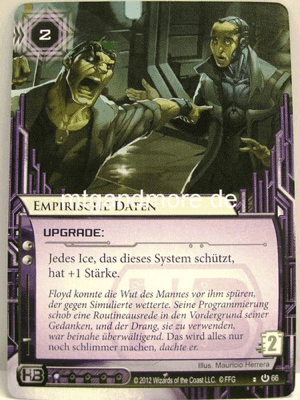 2
mtgandmore.de
EMPIRISCHE DATEN
UPGRADE:
Jedes Ice, das dieses System schützt,
hat +1 Stärke.
Floyd konnte die Wut des Mannes vor ihm spüren,
der gegen Simulierte wetterte. Seine Programmierung
schob eine Routineausrede in den Vordergrund seiner
Gedanken, und der Drang, sie zu verwenden,
war beinahe überwältigend. Das wird alles nur
noch schlimmer machen, dachte er.
2
Illus. Mauricio Herrera
HB
© 2012 Wizards of the Coast LLC. © FFG
66